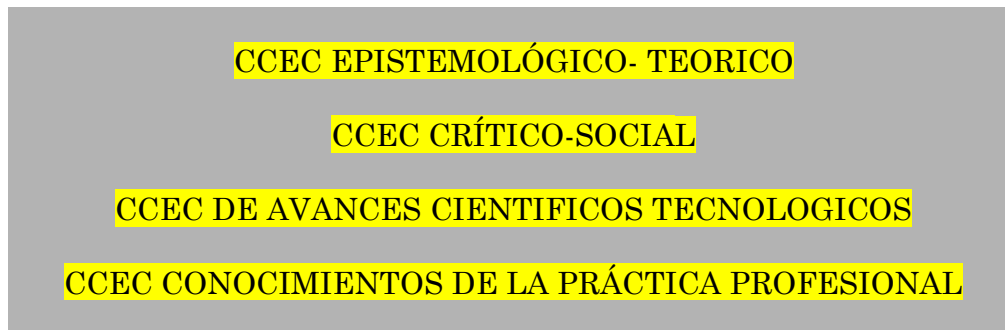 CCEC EPISTEMOLÓGICO- TEORICO
CCEC CRÍTICO-SOCIAL
CCEC DE AVANCES CIENTIFICOS TECNOLOGICOS
CCEC CONOCIMIENTOS DE LA PRÁCTICA PROFESIONAL